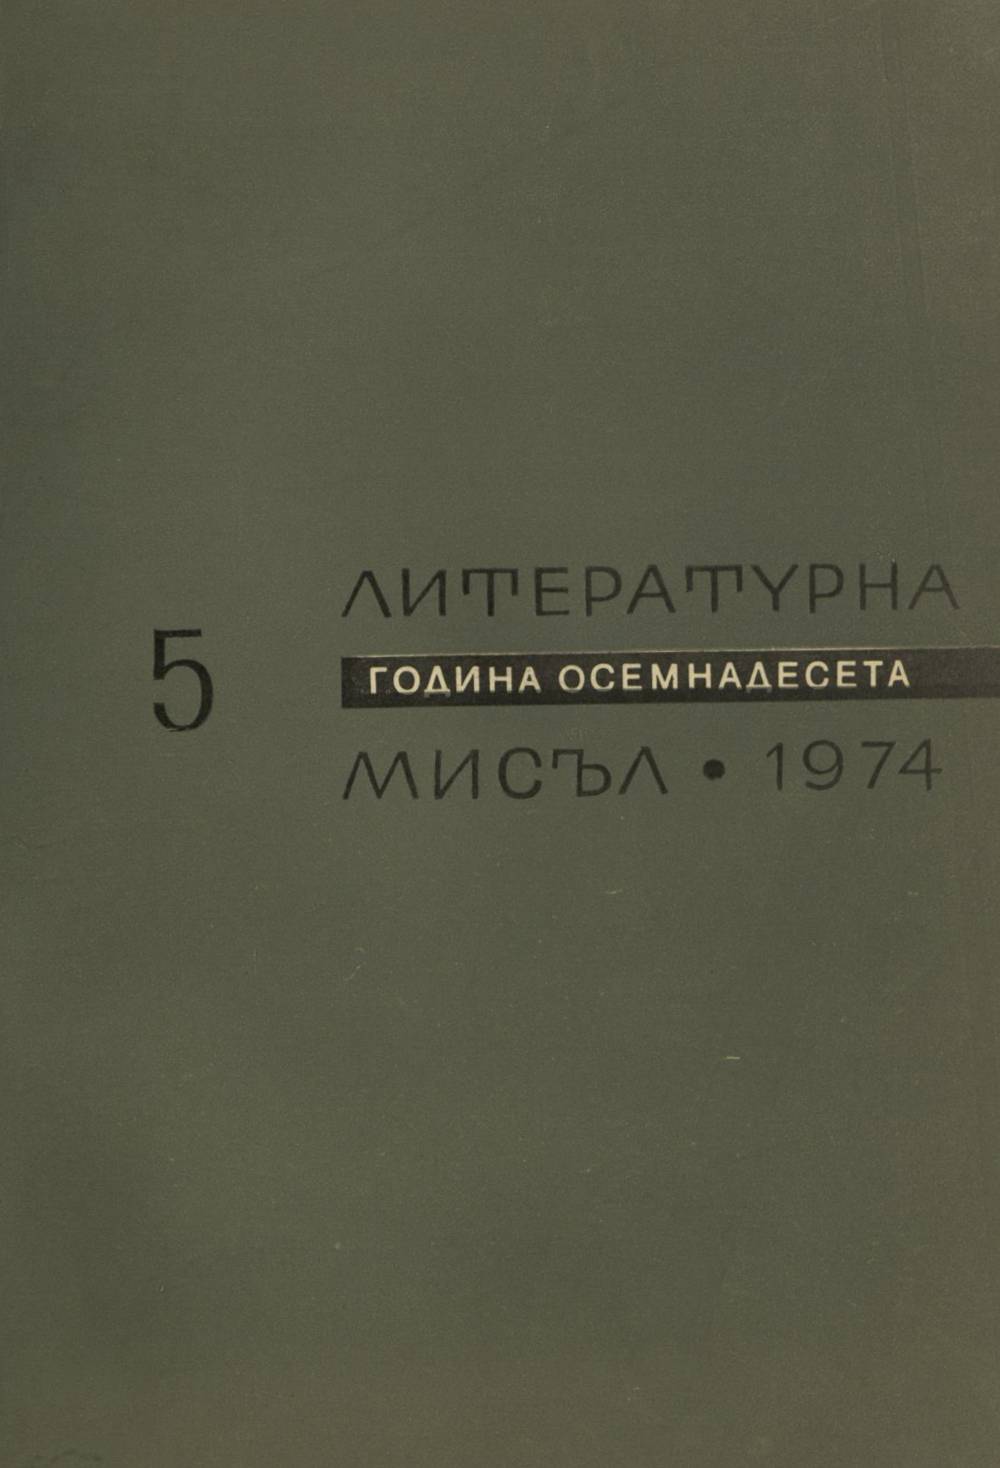 5
ЛИТЕРАТУРНА
ГОДИНА ОСЕМНАДЕСЕТА
МИСЪЛ • 1974